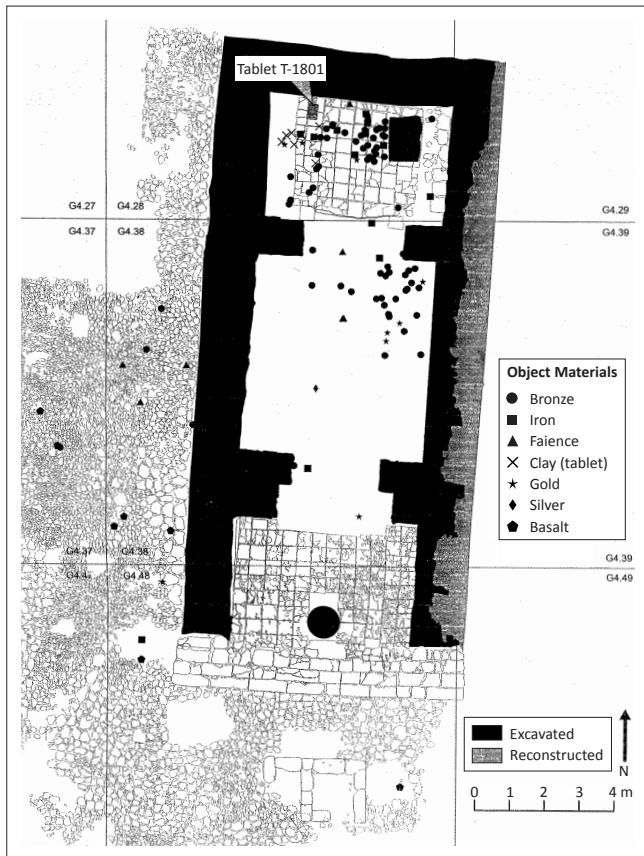 Tablet T-1801
G4.27
G4.28
G4.29
G4.37
G4.38
G4.39
Object Materials
Bronze
Iron
Faience
Clay (tablet)
Gold
Silver
Basalt
G4.37
G4.38
G4.39
G4.48
G4.49
Excavated
Reconstructed
N
0 1 2 3 4 m